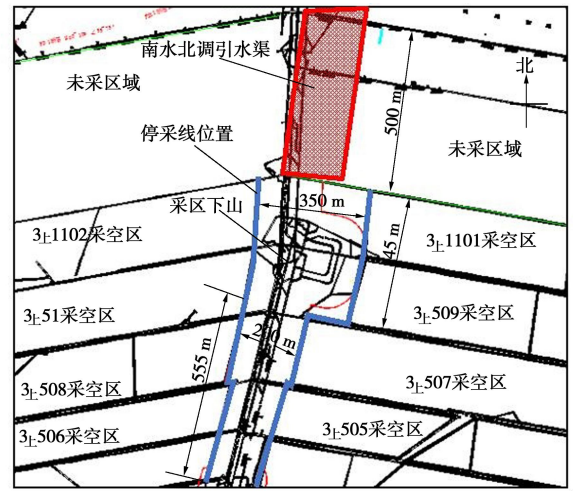 南水北调引水渠
北
未采区域
500 m
停采线位置
未采区域
350 m
采区下山
3上1102采空区
45 m
3上1101采空区
3上51采空区
3上509采空区
555 m
3上508采空区
3上507采空区
3上506采空区
3上505采空区